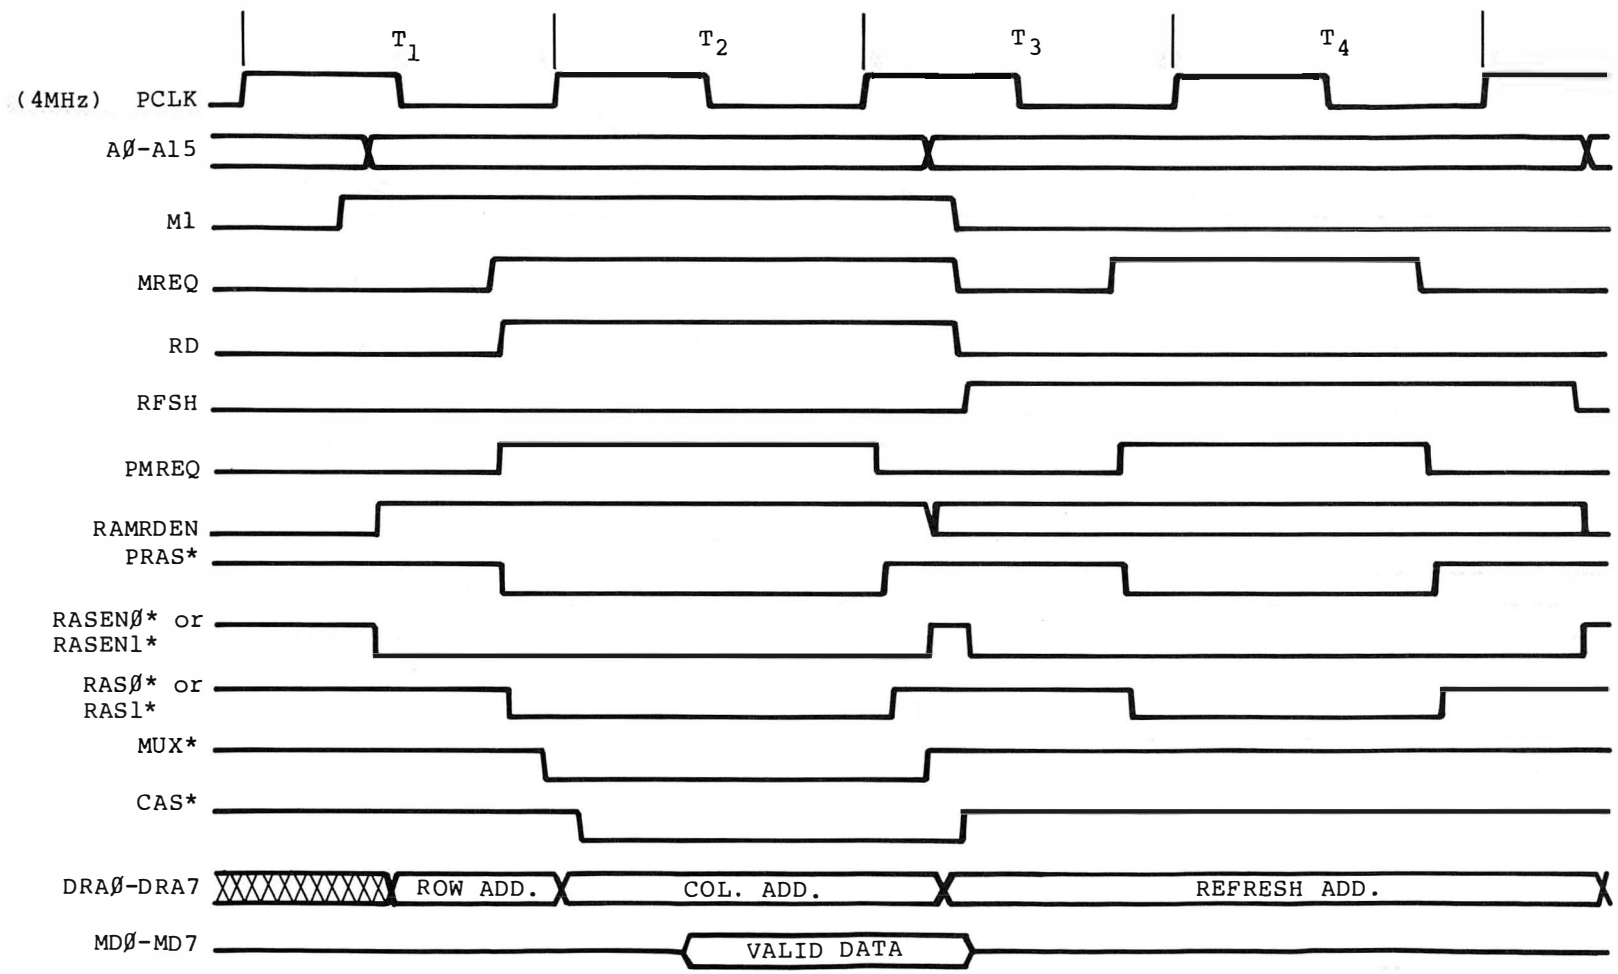 T1 T2 T3 T4
(4MHz) PCLK
AØ-A15
M1
MREQ
RD
RFSH
PMREQ
RAMRDEN
PRAS*
RASENØ* or
RASEN1*
RASØ* or
RAS1*
MUX*
CAS*
DRAØ-DRA7 ROW ADD. COL. ADD. REFRESH ADD.
MDØ-MD7 VALID DATA